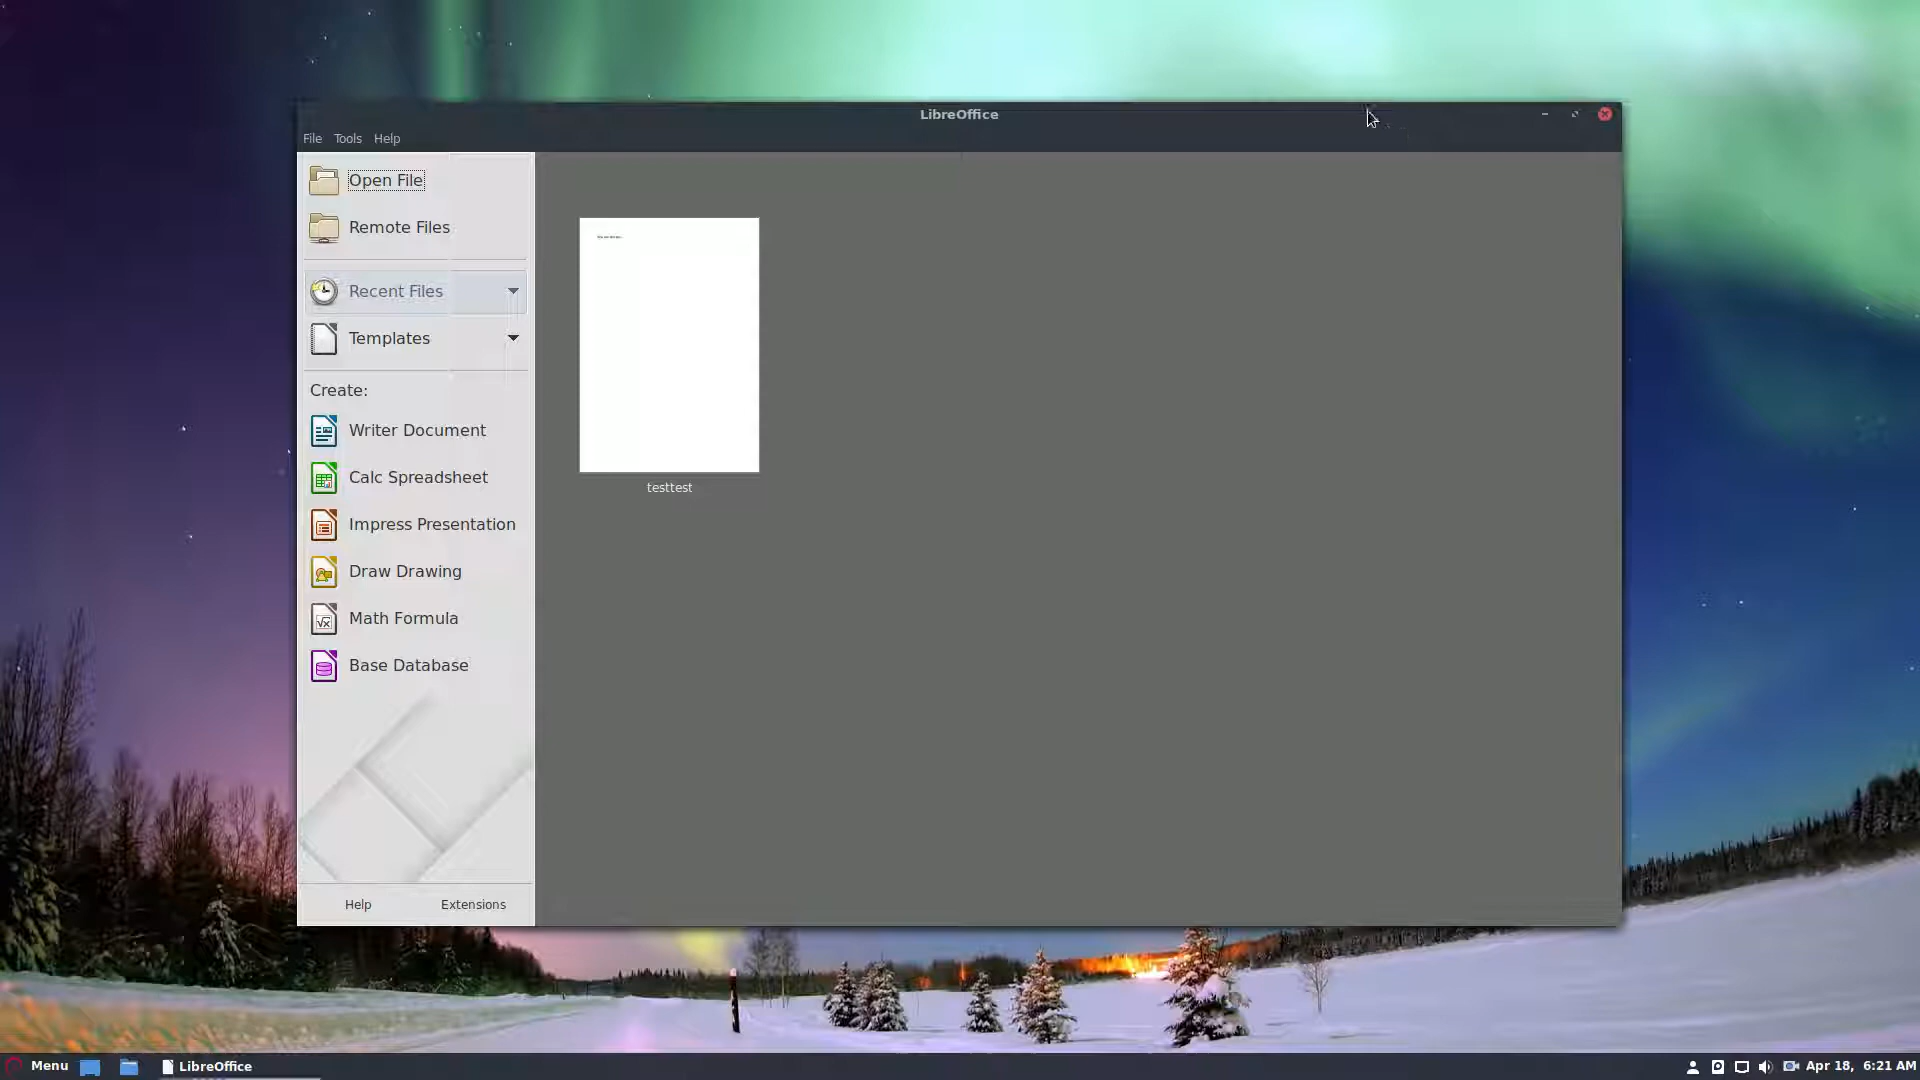 LibreOffice
File Tools Help
Open File
Remote Files
Recent Files
Templates
Create:
Writer Document
Calc Spreadsheet
Impress Presentation
Draw Drawing
Math Formula
Base Database
testtest
Help Extensions
Menu LibreOffice Apr 18, 6:21 AM